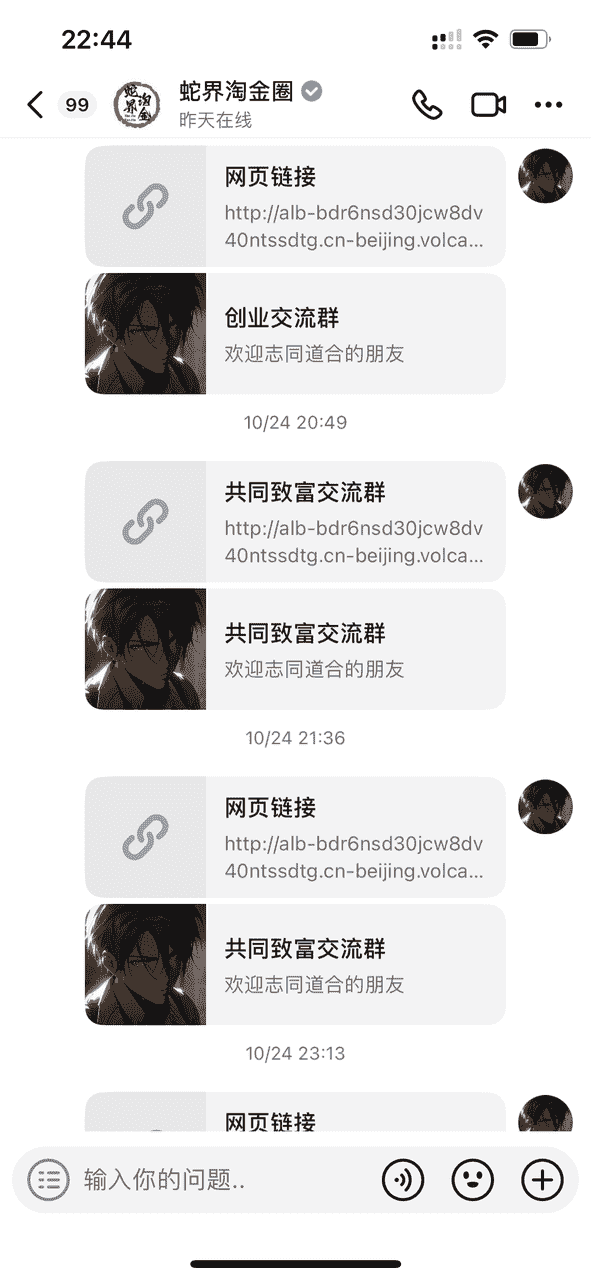 22:44
99
蛇界淘金圈
昨天在线
网页链接
http://alb-bdr6nsd30jcw8dv
40ntssdtg.cn-beijing.volca...
创业交流群
欢迎志同道合的朋友
10/24 20:49
共同致富交流群
http://alb-bdr6nsd30jcw8dv
40ntssdtg.cn-beijing.volca...
共同致富交流群
欢迎志同道合的朋友
10/24 21:36
网页链接
http://alb-bdr6nsd30jcw8dv
40ntssdtg.cn-beijing.volca...
共同致富交流群
欢迎志同道合的朋友
10/24 23:13
网页链接
输入你的问题..